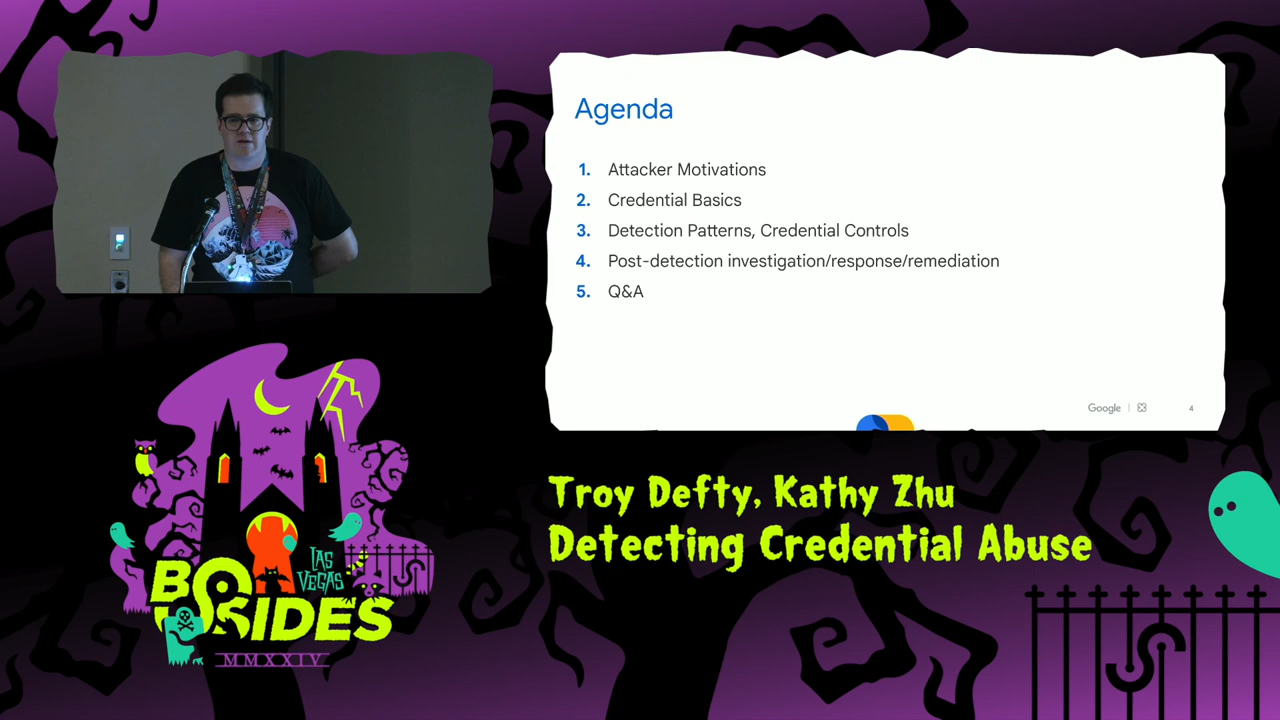 Agenda
1. Attacker Motivations
2. Credential Basics
3. Detection Patterns, Credential Controls
4. Post-detection investigation/response/remediation
5. Q&A
Google
4
LAS
VEGAS
BSIDES
MMXXIV
Troy Defty, Kathy Zhu
Detecting Credential Abuse